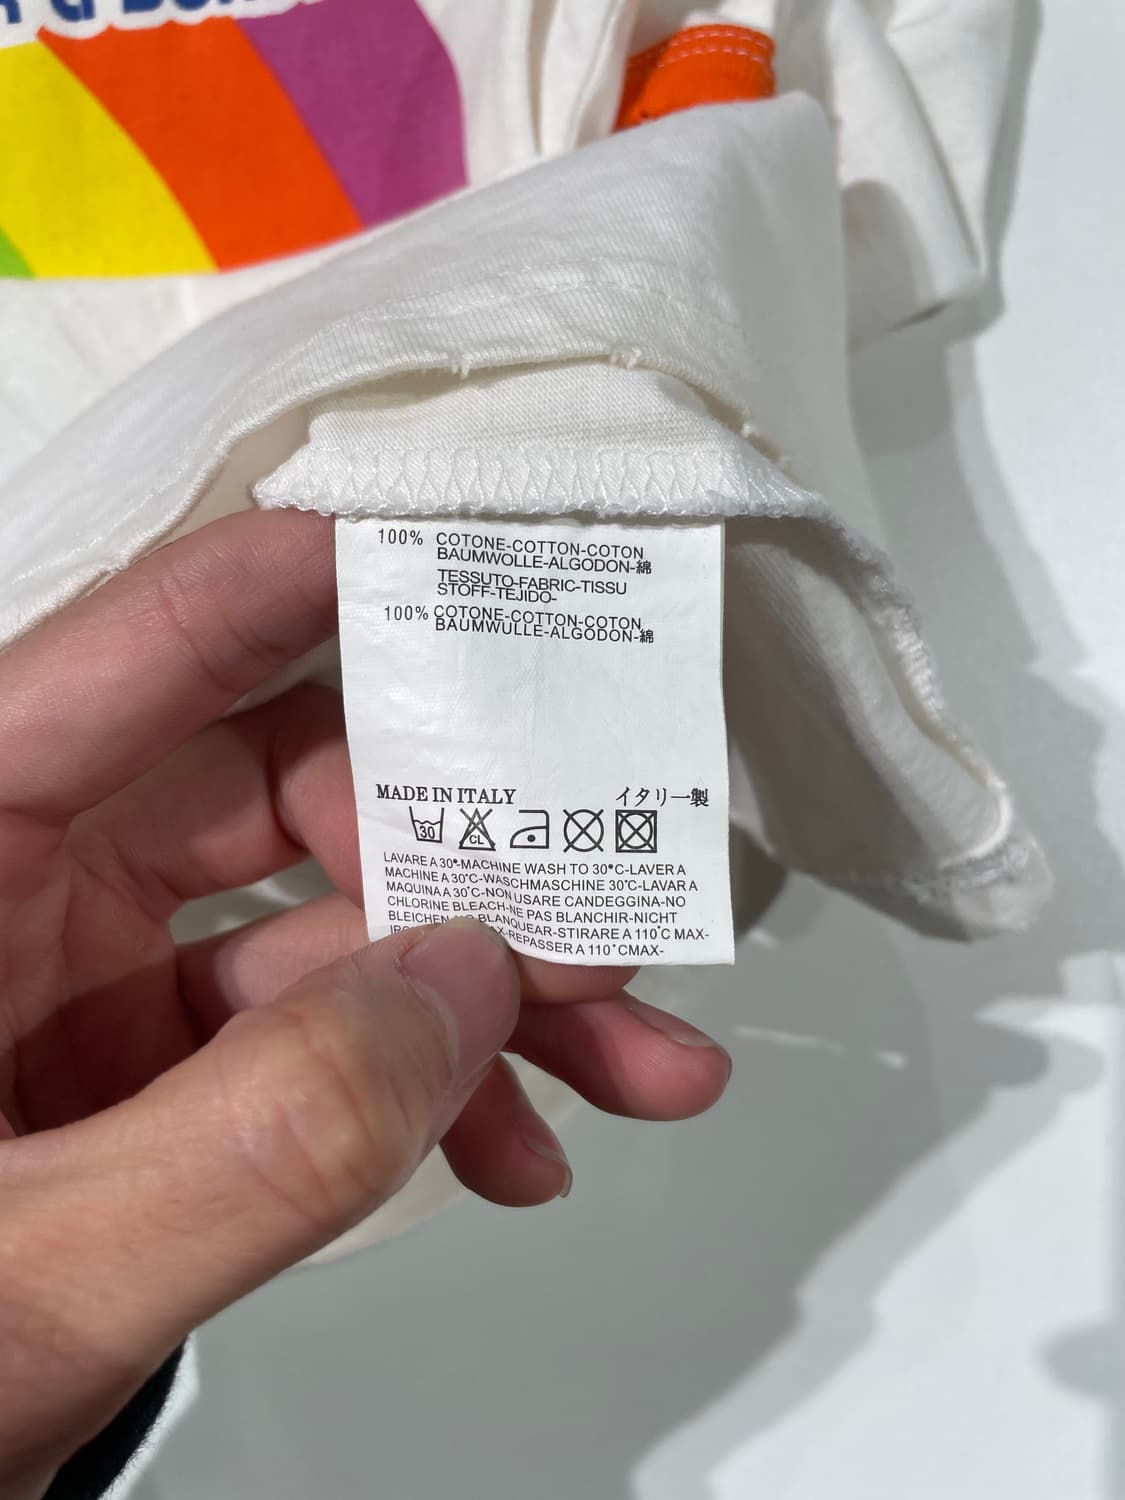 100% COTONE-COTTON-COTON
BAUMWOLLE-ALGODON-綿
TESSUTO-FABRIC-TISSU
STOFF-TEJIDO-
100% COTONE-COTTON-COTON
BAUMWULLE-ALGODON-綿
MADE IN ITALY イタリー製
30 CL
LAVARE A 30°-MACHINE WASH TO 30°C-LAVER A
MACHINE A 30°C-WASCHMASCHINE 30°C-LAVAR A
MAQUINA A 30°C-NON USARE CANDEGGINA-NO
CHLORINE BLEACH-NE PAS BLANCHIR-NICHT
BLEICHEN-NO BLANQUEAR-STIRARE A 110°C MAX-
REPASSER A 110°CMAX-